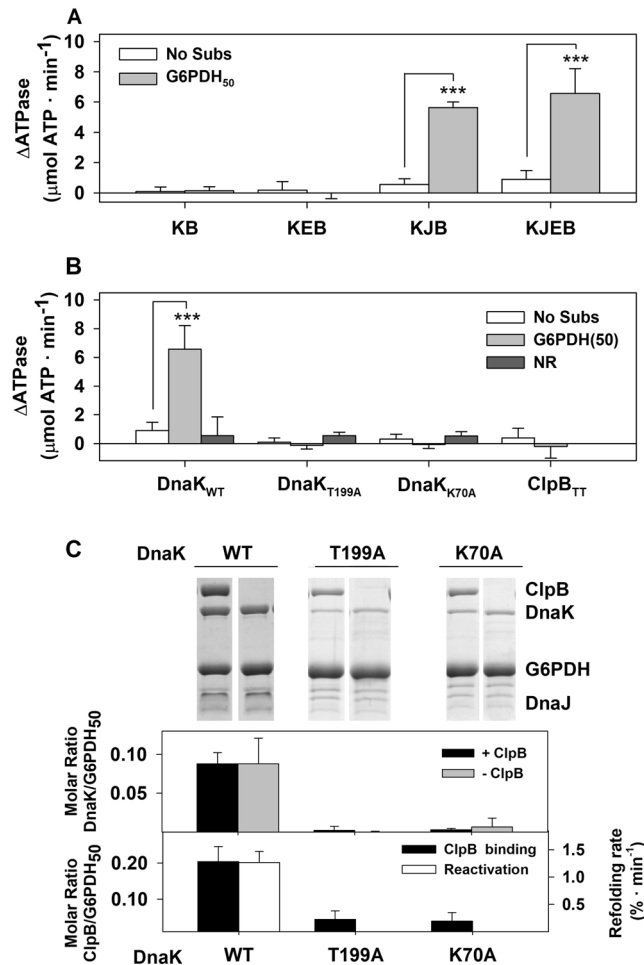 A
No Subs
G6PDH50
***
***
ΔATPase
(μmol ATP · min-1)
10
8
6
4
2
0
KB
KEB
KJB
KJEB
B
***
No Subs
G6PDH(50)
NR
ΔATPase
(μmol ATP · min-1)
10
8
6
4
2
0
DnaKWT
DnaKT199A
DnaKK70A
ClpBTT
C
DnaK
WT
T199A
K70A
ClpB
DnaK
G6PDH
DnaJ
Molar Ratio
DnaK/G6PDH50
0.10
0.05
+ ClpB
- ClpB
Molar Ratio
ClpB/G6PDH50
0.20
0.10
ClpB binding
Reactivation
1.5
1.0
0.5
Refolding rate
(% · min-1)
DnaK
WT
T199A
K70A